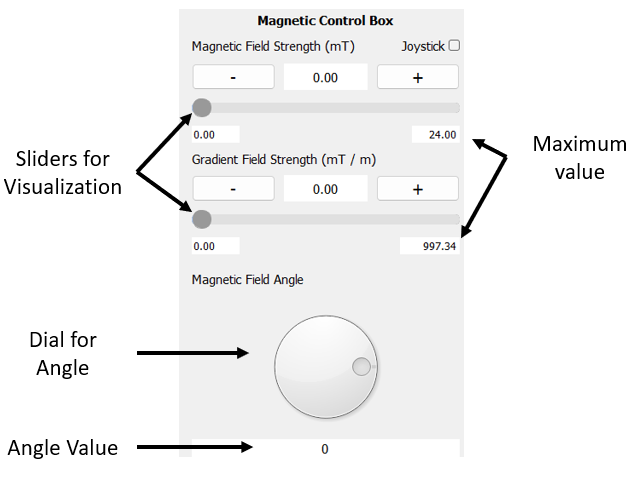 Magnetic Control Box
Magnetic Field Strength (mT) Joystick
- 0.00 +
0.00 24.00
Sliders for
Visualization
Maximum
value
Gradient Field Strength (mT / m)
- 0.00 +
0.00 997.34
Magnetic Field Angle
Dial for
Angle
Angle Value
0